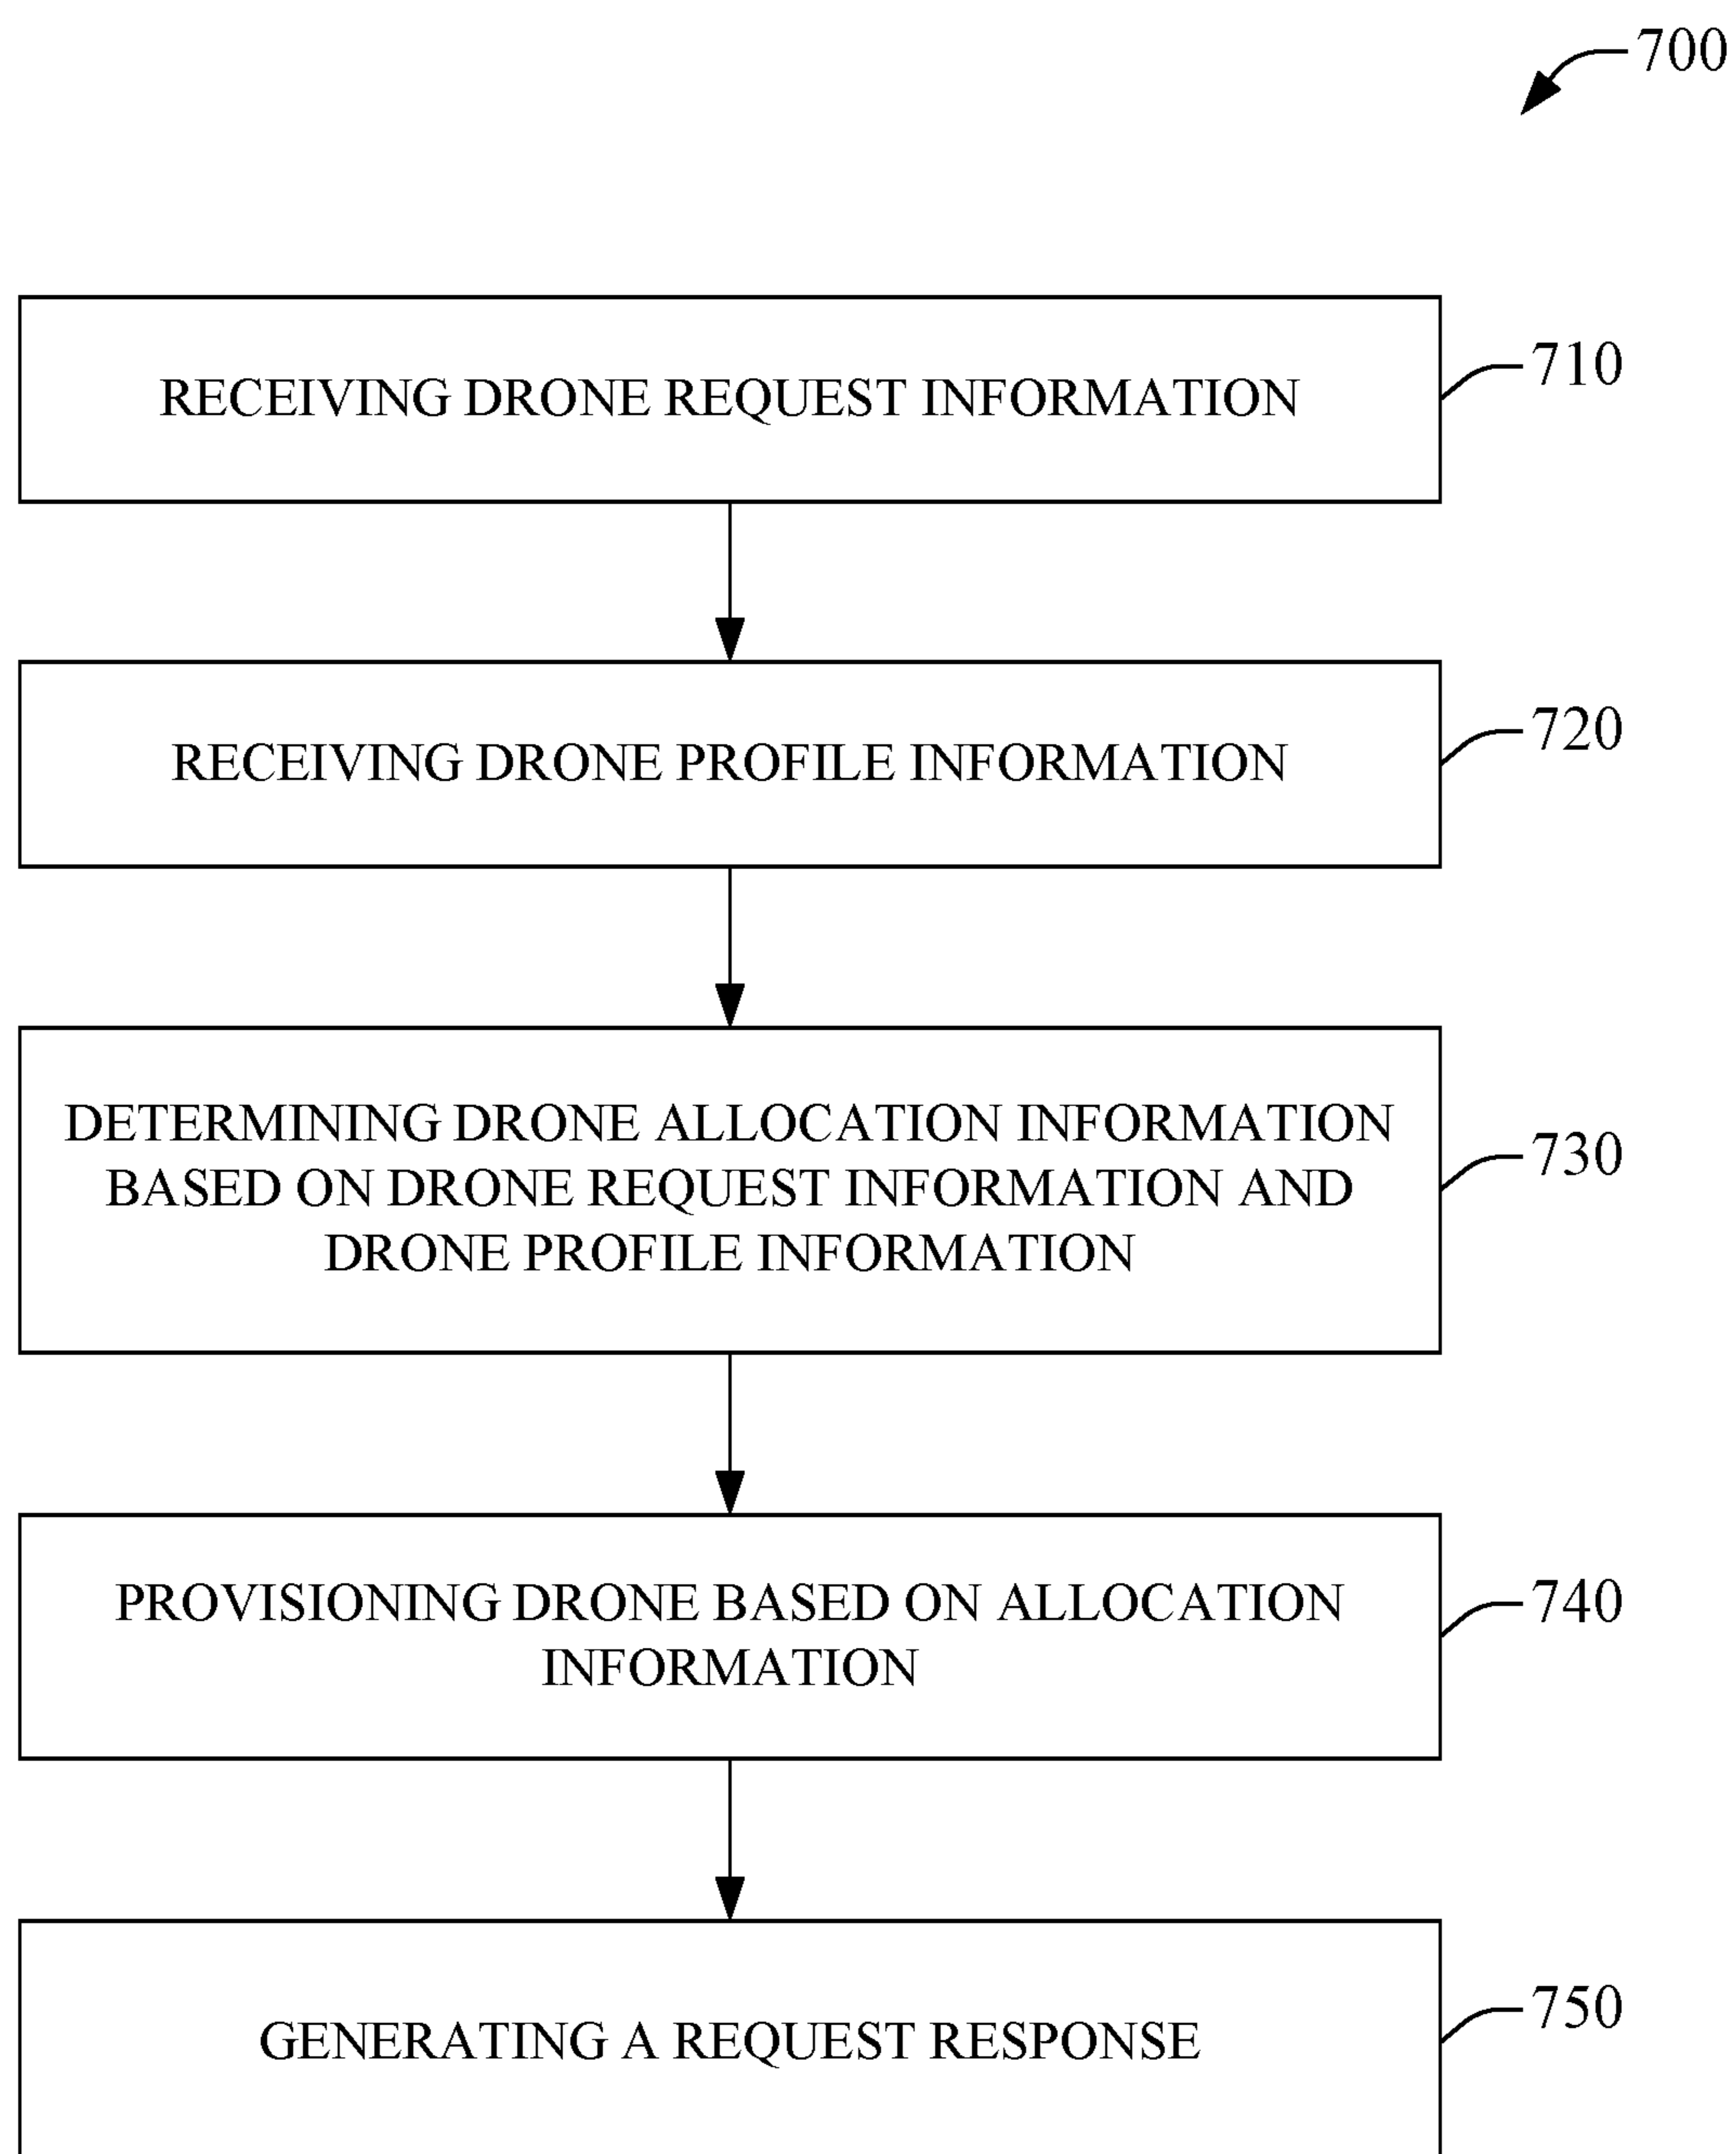 700
RECEIVING DRONE REQUEST INFORMATION
710
RECEIVING DRONE PROFILE INFORMATION
720
DETERMINING DRONE ALLOCATION INFORMATION
BASED ON DRONE REQUEST INFORMATION AND
DRONE PROFILE INFORMATION
730
PROVISIONING DRONE BASED ON ALLOCATION
INFORMATION
740
GENERATING A REQUEST RESPONSE
750